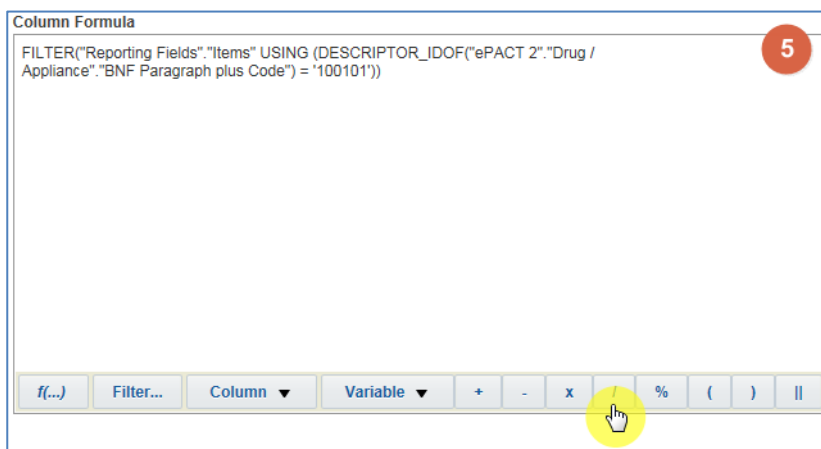 Column Formula
FILTER("Reporting Fields"."Items" USING (DESCRIPTOR_IDOF("ePACT 2"."Drug /
Appliance"."BNF Paragraph plus Code") = '100101'))
5
f(...) Filter... Column ▼ Variable ▼ + - x / % ( ) ||